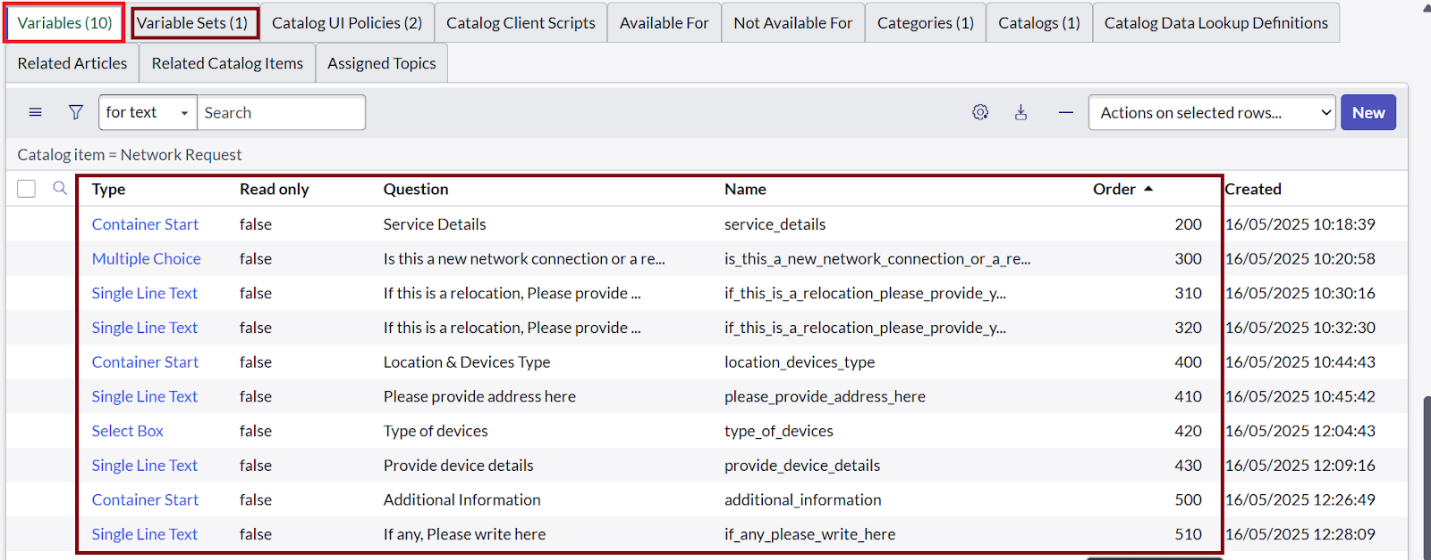 Variables (10) Variable Sets (1) Catalog UI Policies (2) Catalog Client Scripts Available For Not Available For Categories (1) Catalogs (1) Catalog Data Lookup Definitions
Related Articles Related Catalog Items Assigned Topics
for text Search Actions on selected rows... New
Catalog item = Network Request
Type Read only Question Name Order Created
Container Start false Service Details service_details 200 16/05/2025 10:18:39
Multiple Choice false Is this a new network connection or a re... is_this_a_new_network_connection_or_a_re... 300 16/05/2025 10:20:58
Single Line Text false If this is a relocation, Please provide ... if_this_is_a_relocation_please_provide_y... 310 16/05/2025 10:30:16
Single Line Text false If this is a relocation, Please provide ... if_this_is_a_relocation_please_provide_y... 320 16/05/2025 10:32:30
Container Start false Location & Devices Type location_devices_type 400 16/05/2025 10:44:43
Single Line Text false Please provide address here please_provide_address_here 410 16/05/2025 10:45:42
Select Box false Type of devices type_of_devices 420 16/05/2025 12:04:43
Single Line Text false Provide device details provide_device_details 430 16/05/2025 12:09:16
Container Start false Additional Information additional_information 500 16/05/2025 12:26:49
Single Line Text false If any, Please write here if_any_please_write_here 510 16/05/2025 12:28:09